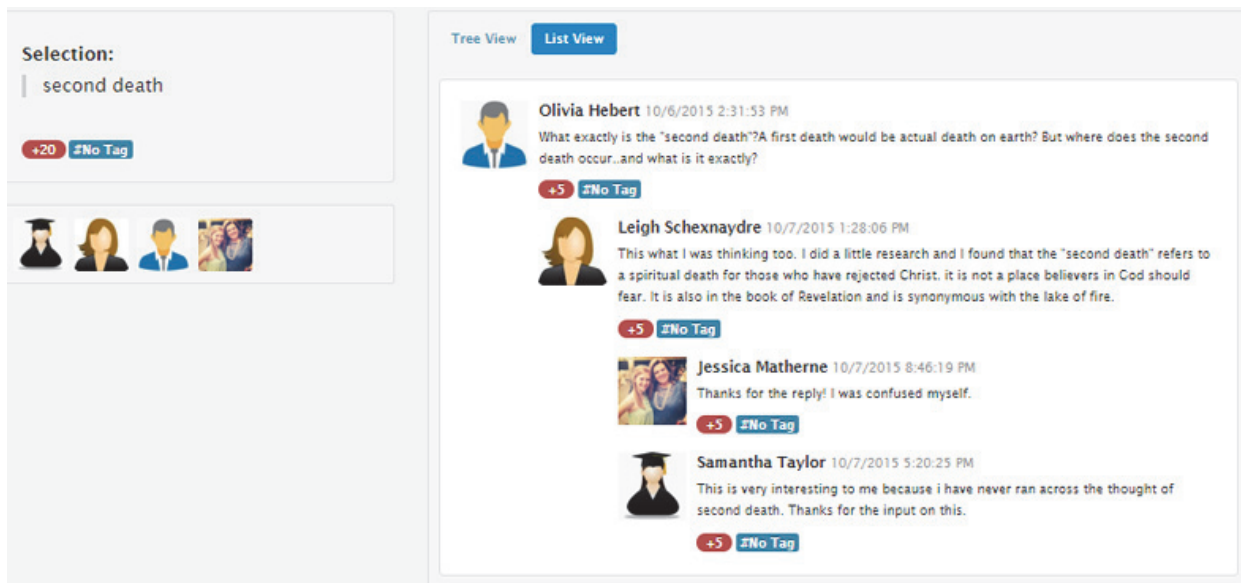 Selection:
second death
+20 #No Tag
Tree View List View
Olivia Hebert 10/6/2015 2:31:53 PM
What exactly is the "second death"?A first death would be actual death on earth? But where does the second
death occur..and what is it exactly?
+5 #No Tag
Leigh Schexnaydre 10/7/2015 1:28:06 PM
This what I was thinking too. I did a little research and I found that the "second death" refers to
a spiritual death for those who have rejected Christ. it is not a place believers in God should
fear. It is also in the book of Revelation and is synonymous with the lake of fire.
+5 #No Tag
Jessica Matherne 10/7/2015 8:46:19 PM
Thanks for the reply! I was confused myself.
+5 #No Tag
Samantha Taylor 10/7/2015 5:20:25 PM
This is very interesting to me because i have never ran across the thought of
second death. Thanks for the input on this.
+5 #No Tag